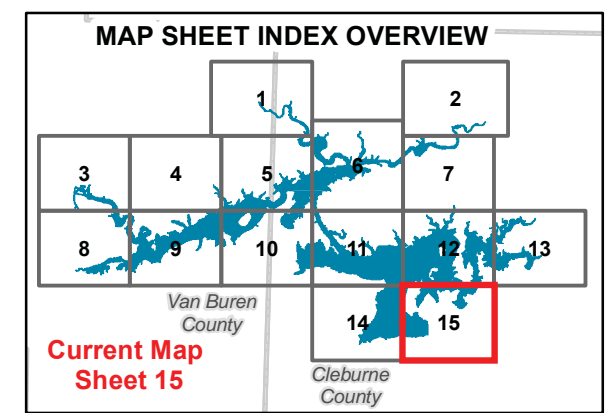 MAP SHEET INDEX OVERVIEW
1
2
3
4
5
6
7
8
9
10
11
12
13
Van Buren
County
14
15
Current Map
Sheet 15
Cleburne
County